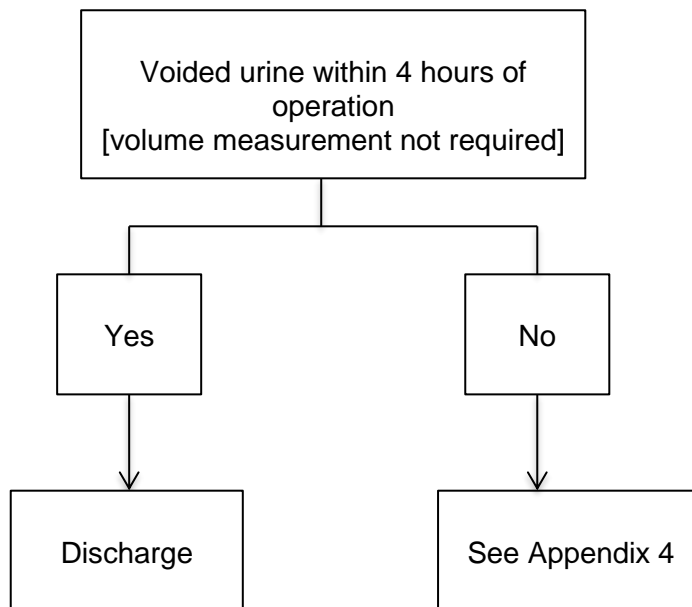 Voided urine within 4 hours of
operation
[volume measurement not required]
Yes
No
Discharge
See Appendix 4